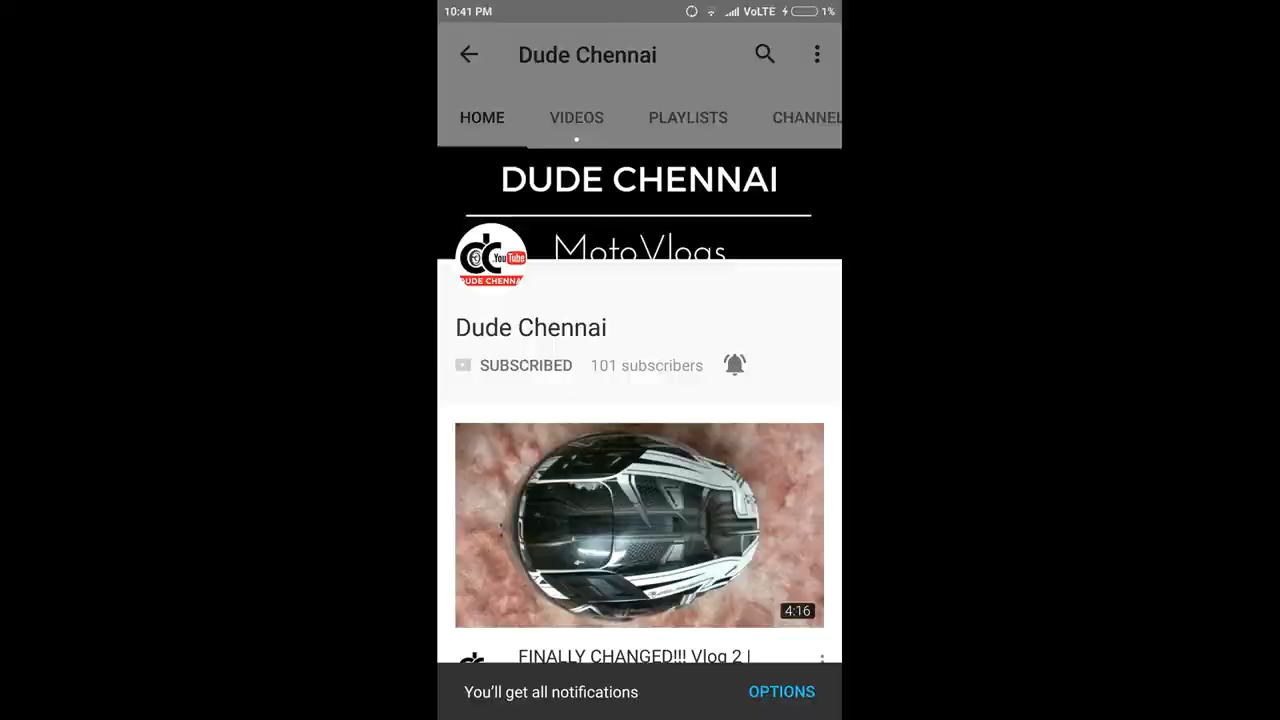 10:41 PM VoLTE 1%
Dude Chennai
HOME VIDEOS PLAYLISTS CHANNEL
DUDE CHENNAI
MotoVlogs
dc
YouTube
DUDE CHENNAI
Dude Chennai
SUBSCRIBED 101 subscribers
4:16
FINALLY CHANGED!!! Vlog 2 |
You'll get all notifications OPTIONS